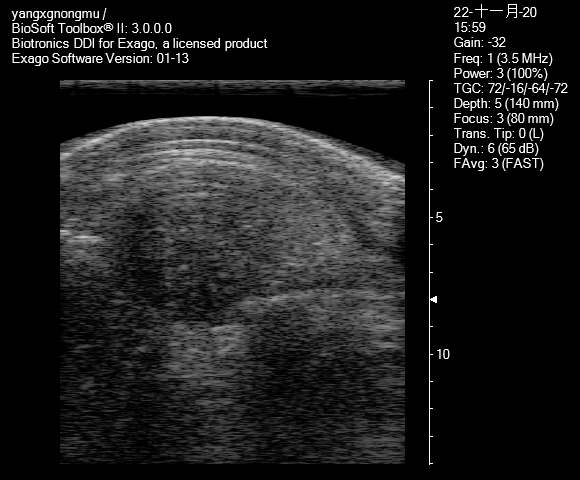 yangxgnongmu /
BioSoft Toolbox® II: 3.0.0.0
Biotronics DDI for Exago, a licensed product
Exago Software Version: 01-13
22-十一月-20
15:59
Gain: -32
Freq: 1 (3.5 MHz)
Power: 3 (100%)
TGC: 72/-16/-64/-72
Depth: 5 (140 mm)
Focus: 3 (80 mm)
Trans. Tip: 0 (L)
Dyn.: 6 (65 dB)
FAvg: 3 (FAST)
5
10